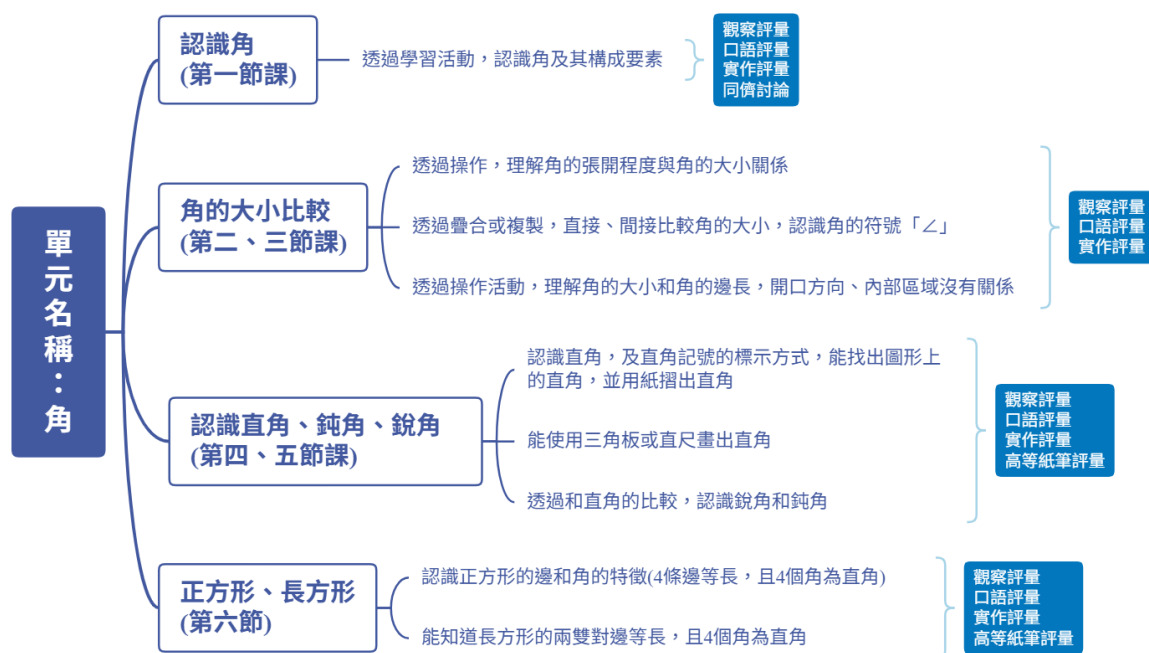 單元名稱：角
認識角
(第一節課)
透過學習活動，認識角及其構成要素
觀察評量
口語評量
實作評量
同儕討論
角的大小比較
(第二、三節課)
透過操作，理解角的張開程度與角的大小關係
透過疊合或複製，直接、間接比較角的大小，認識角的符號「∠」
透過操作活動，理解角的大小和角的邊長，開口方向、內部區域沒有關係
觀察評量
口語評量
實作評量
認識直角、鈍角、銳角
(第四、五節課)
認識直角，及直角記號的標示方式，能找出圖形上
的直角，並用紙摺出直角
能使用三角板或直尺畫出直角
透過和直角的比較，認識銳角和鈍角
觀察評量
口語評量
實作評量
高等紙筆評量
正方形、長方形
(第六節)
認識正方形的邊和角的特徵(4條邊等長，且4個角為直角)
能知道長方形的兩雙對邊等長，且4個角為直角
觀察評量
口語評量
實作評量
高等紙筆評量